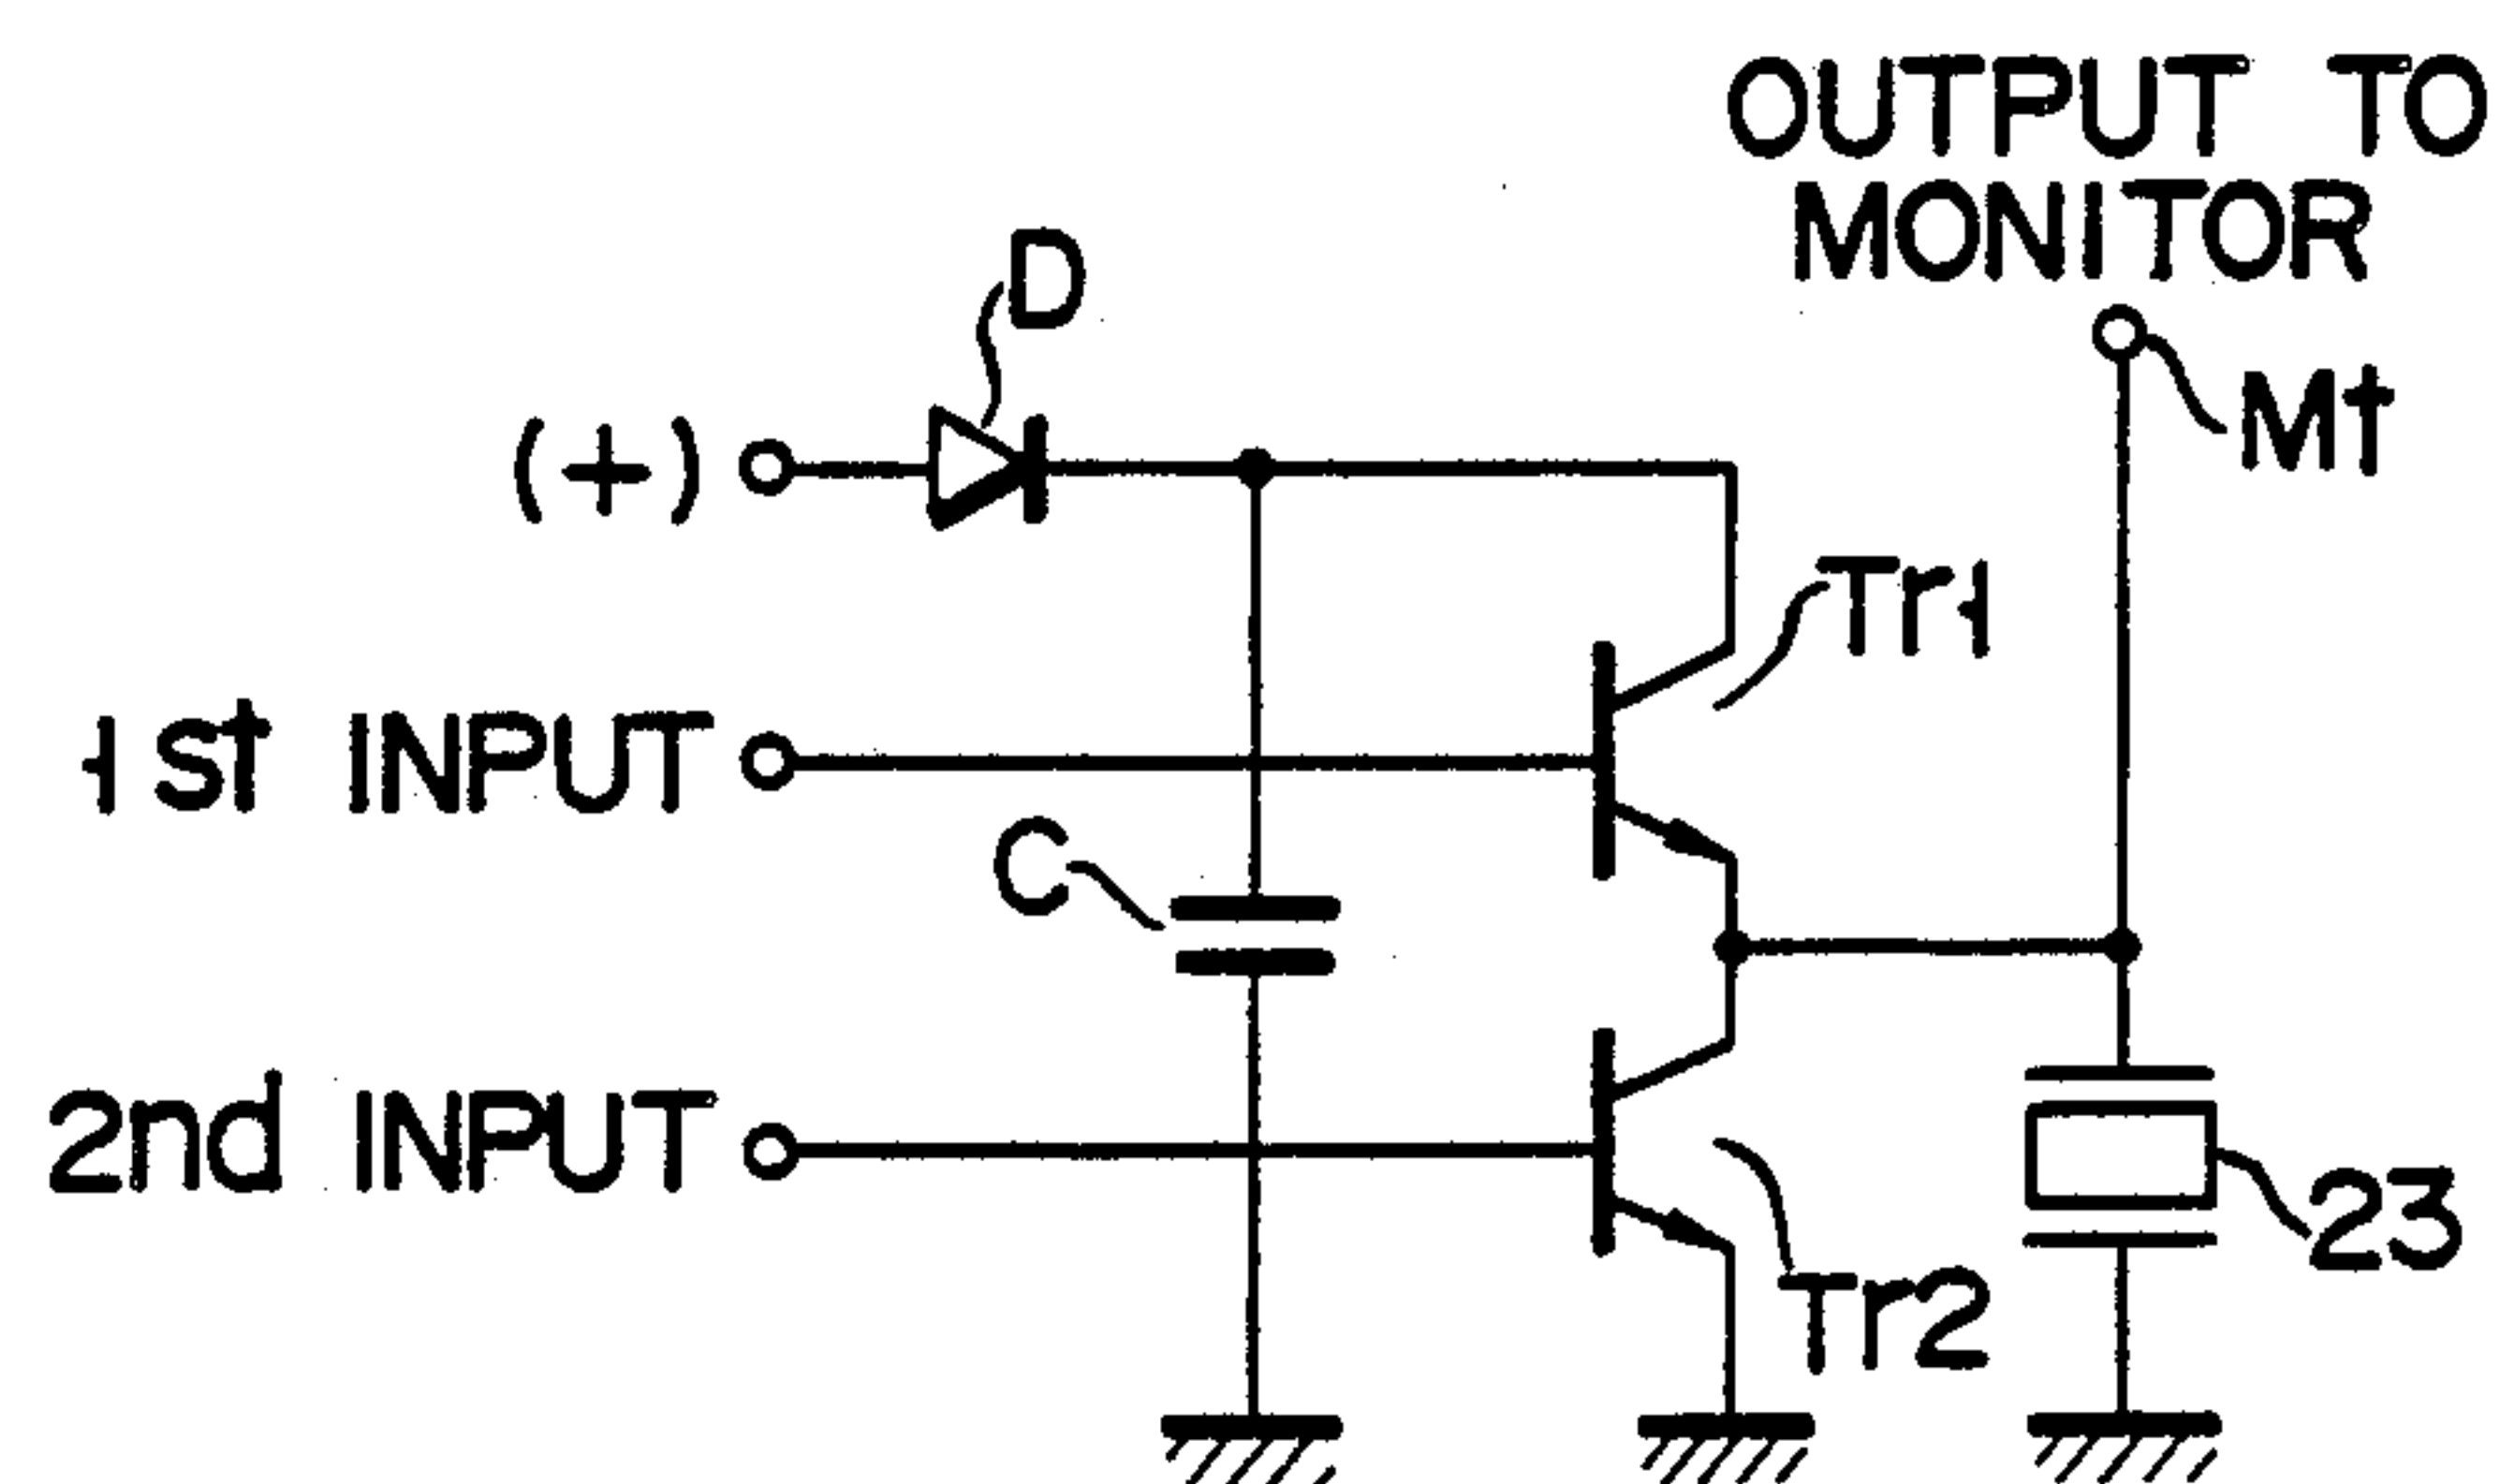 OUTPUT TO
MONITOR
D
(+)
Mt
Tr1
1st INPUT
C
2nd INPUT
23
Tr2